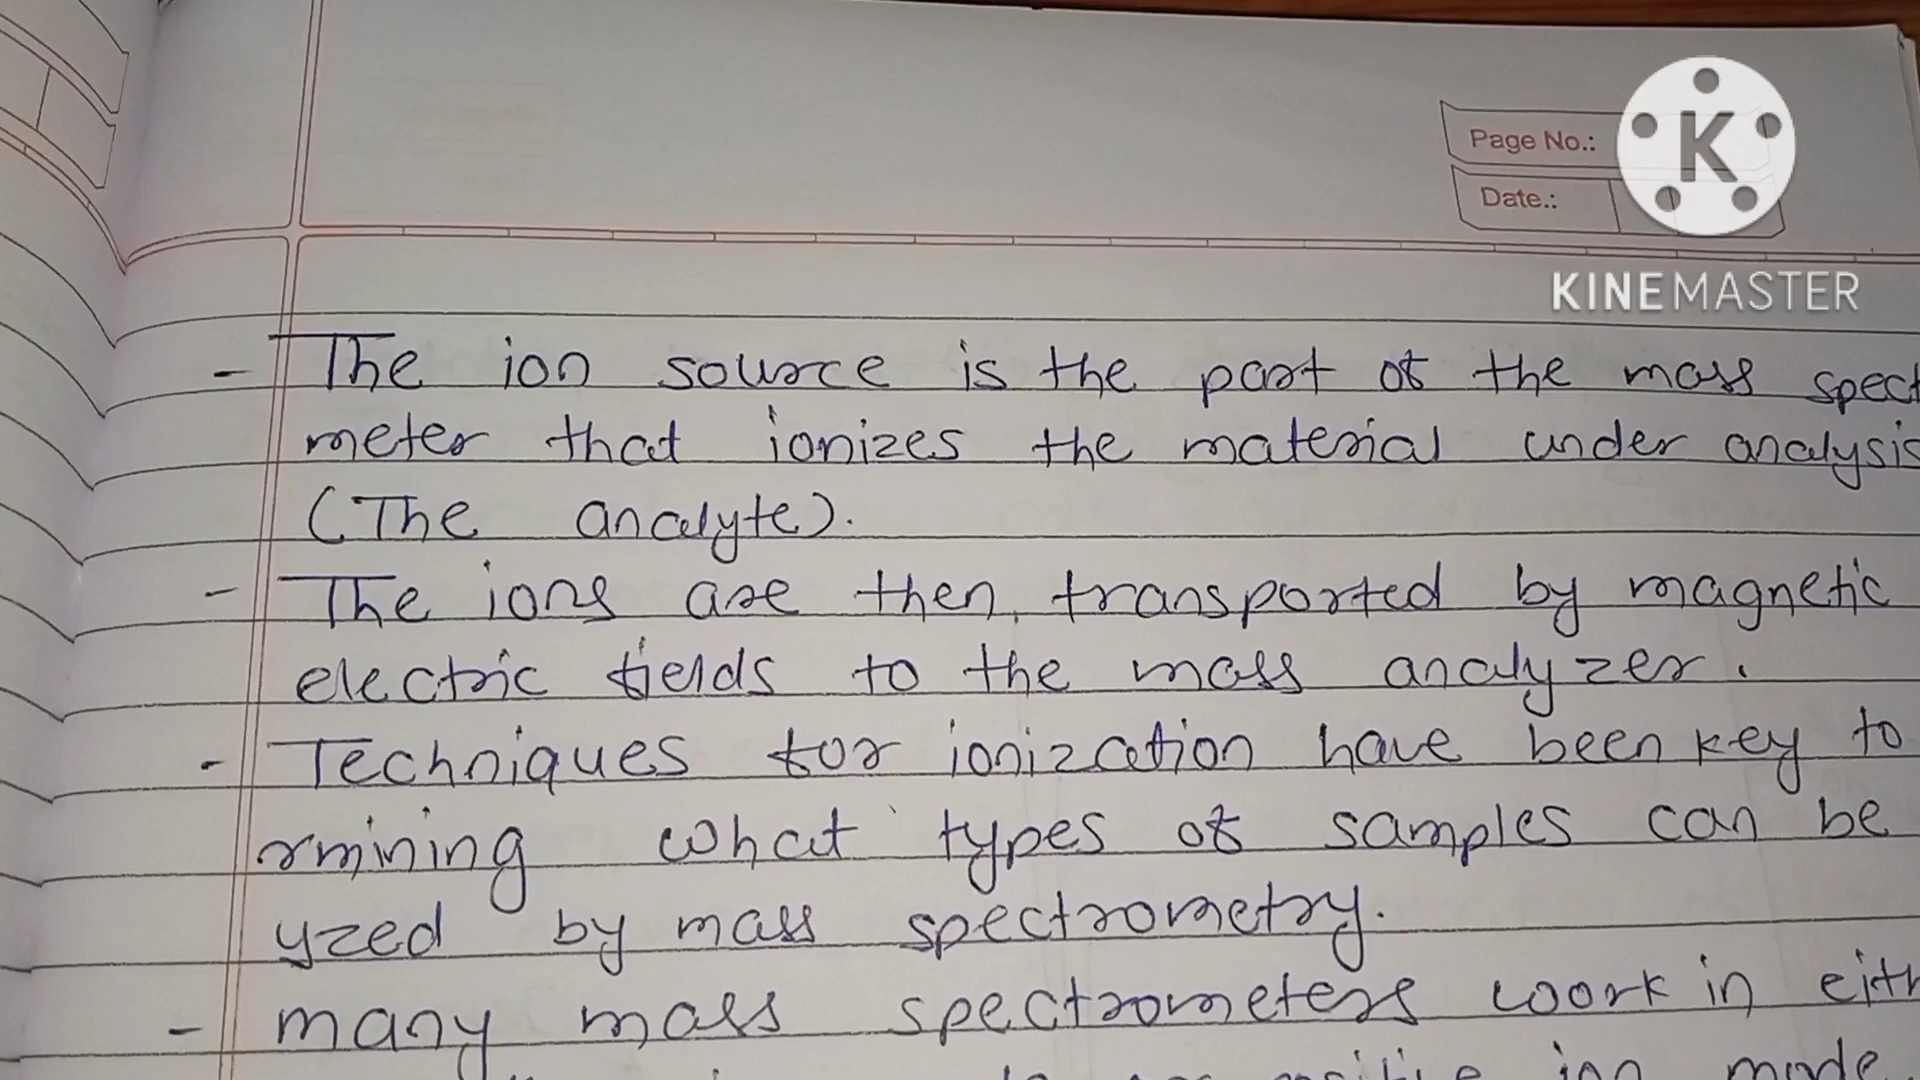 Page No.:
Date.:
K
KINEMASTER
- The ion source is the part of the mass spect
meter that ionizes the material under analysis
(The analyte).
- The ions are then transported by magnetic
electric fields to the mass analyzer.
- Techniques for ionization have been key to
rmining what types of samples can be
yzed by mass spectrometry.
- many mass spectrometers work in eith
ion mode